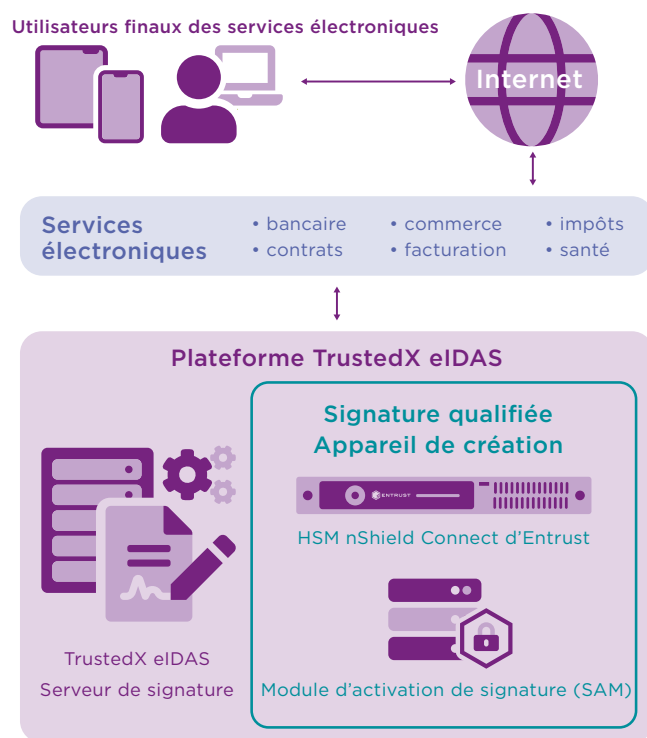 Utilisateurs finaux des services électroniques
Internet
Services
électroniques
• bancaire
• commerce
• impôts
• contrats
• facturation
• santé
Plateforme TrustedX eIDAS
Signature qualifiée
Appareil de création
ENTRUST
HSM nShield Connect d’Entrust
TrustedX eIDAS
Serveur de signature
Module d’activation de signature (SAM)